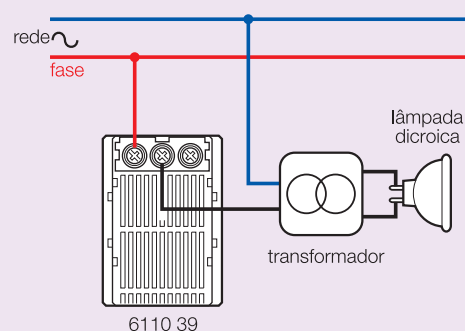 rede
fase
lâmpada
dicroica
transformador
6110 39